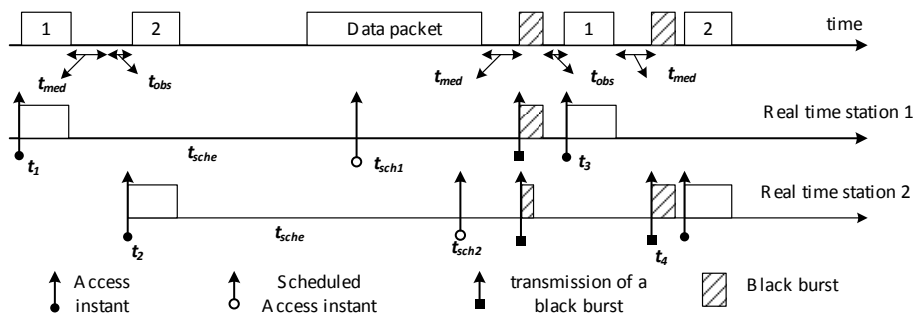 1 2 Data packet 1 2 time
t_med t_obs t_med t_obs t_med
Real time station 1
t_1 t_sche t_sch1 t_3
Real time station 2
t_2 t_sche t_sch2 t_4
Access instant
Scheduled Access instant
transmission of a black burst
Black burst